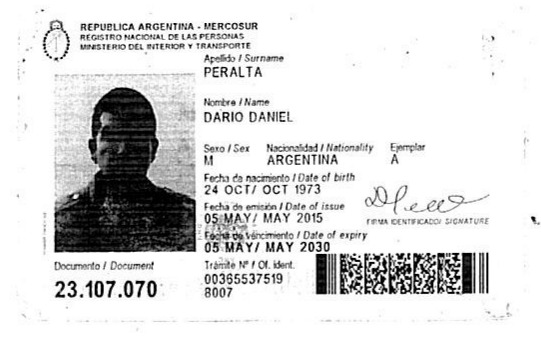 REPUBLICA ARGENTINA - MERCOSUR
REGISTRO NACIONAL DE LAS PERSONAS
MINISTERIO DEL INTERIOR Y TRANSPORTE
Apellido / Surname
PERALTA
Nombre / Name
DARIO DANIEL
Sexo / Sex Nacionalidad / Nationality Ejemplar
M ARGENTINA A
Fecha de nacimiento / Date of birth
24 OCT/ OCT 1973
Fecha de emisión / Date of issue
05 MAY/ MAY 2015
FIRMA IDENTIFICADO/ SIGNATURE
Fecha de vencimiento / Date of expiry
05 MAY/ MAY 2030
Documento / Document
23.107.070
Trámite Nº / Of. ident.
00365537519
8007